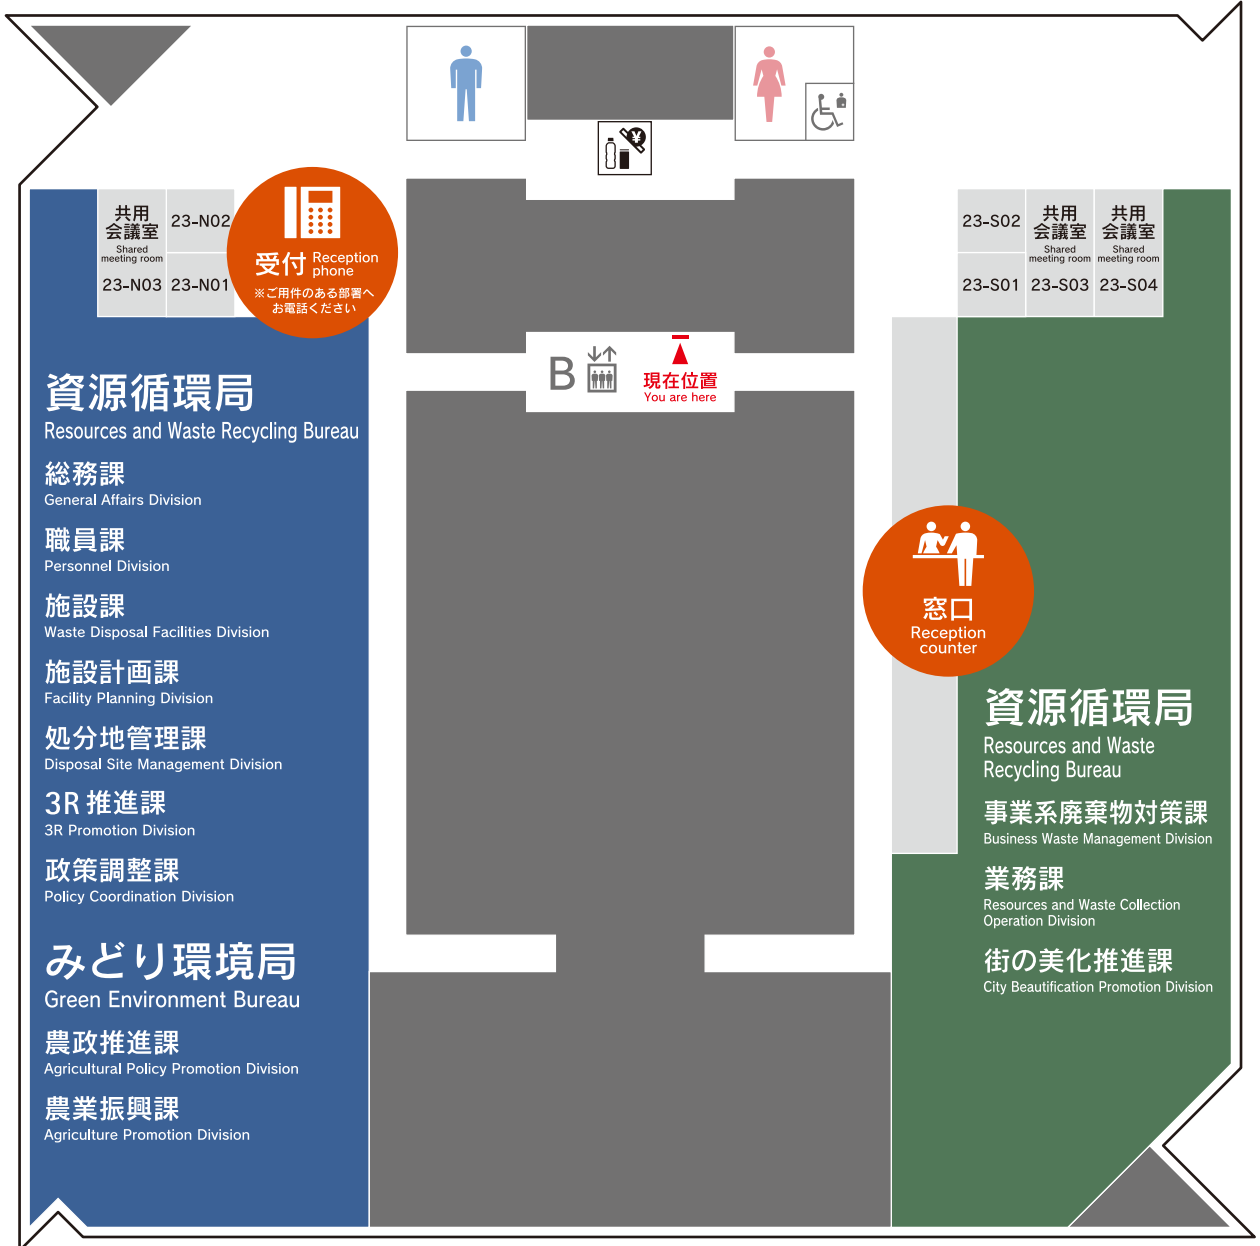 共用
会議室
Shared
meeting room
23-N03
23-N02
23-N01
受付 Reception
phone
※ご用件のある部署へ
お電話ください
資源循環局
Resources and Waste Recycling Bureau
総務課
General Affairs Division
職員課
Personnel Division
施設課
Waste Disposal Facilities Division
施設計画課
Facility Planning Division
処分地管理課
Disposal Site Management Division
3R 推進課
3R Promotion Division
政策調整課
Policy Coordination Division
みどり環境局
Green Environment Bureau
農政推進課
Agricultural Policy Promotion Division
農業振興課
Agriculture Promotion Division
¥
B
現在位置
You are here
23-S02
23-S01
共用
会議室
Shared
meeting room
23-S03
共用
会議室
Shared
meeting room
23-S04
窓口
Reception
counter
資源循環局
Resources and Waste
Recycling Bureau
事業系廃棄物対策課
Business Waste Management Division
業務課
Resources and Waste Collection
Operation Division
街の美化推進課
City Beautification Promotion Division